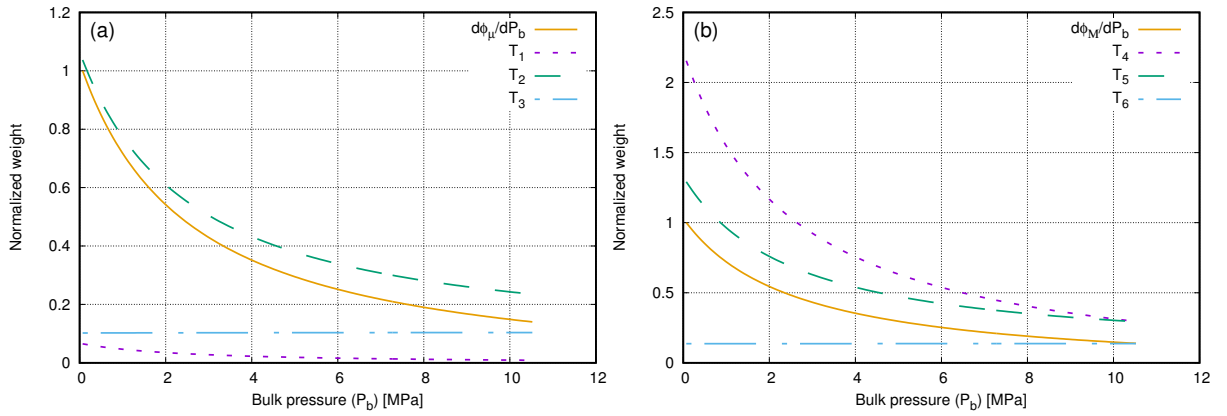 (a)
dϕμ/dPb
T1
T2
T3
Normalized weight
1.2
1
0.8
0.6
0.4
0.2
0
0 2 4 6 8 10 12
Bulk pressure (Pb) [MPa]
(b)
dϕM/dPb
T4
T5
T6
Normalized weight
2.5
2
1.5
1
0.5
0
0 2 4 6 8 10 12
Bulk pressure (Pb) [MPa]